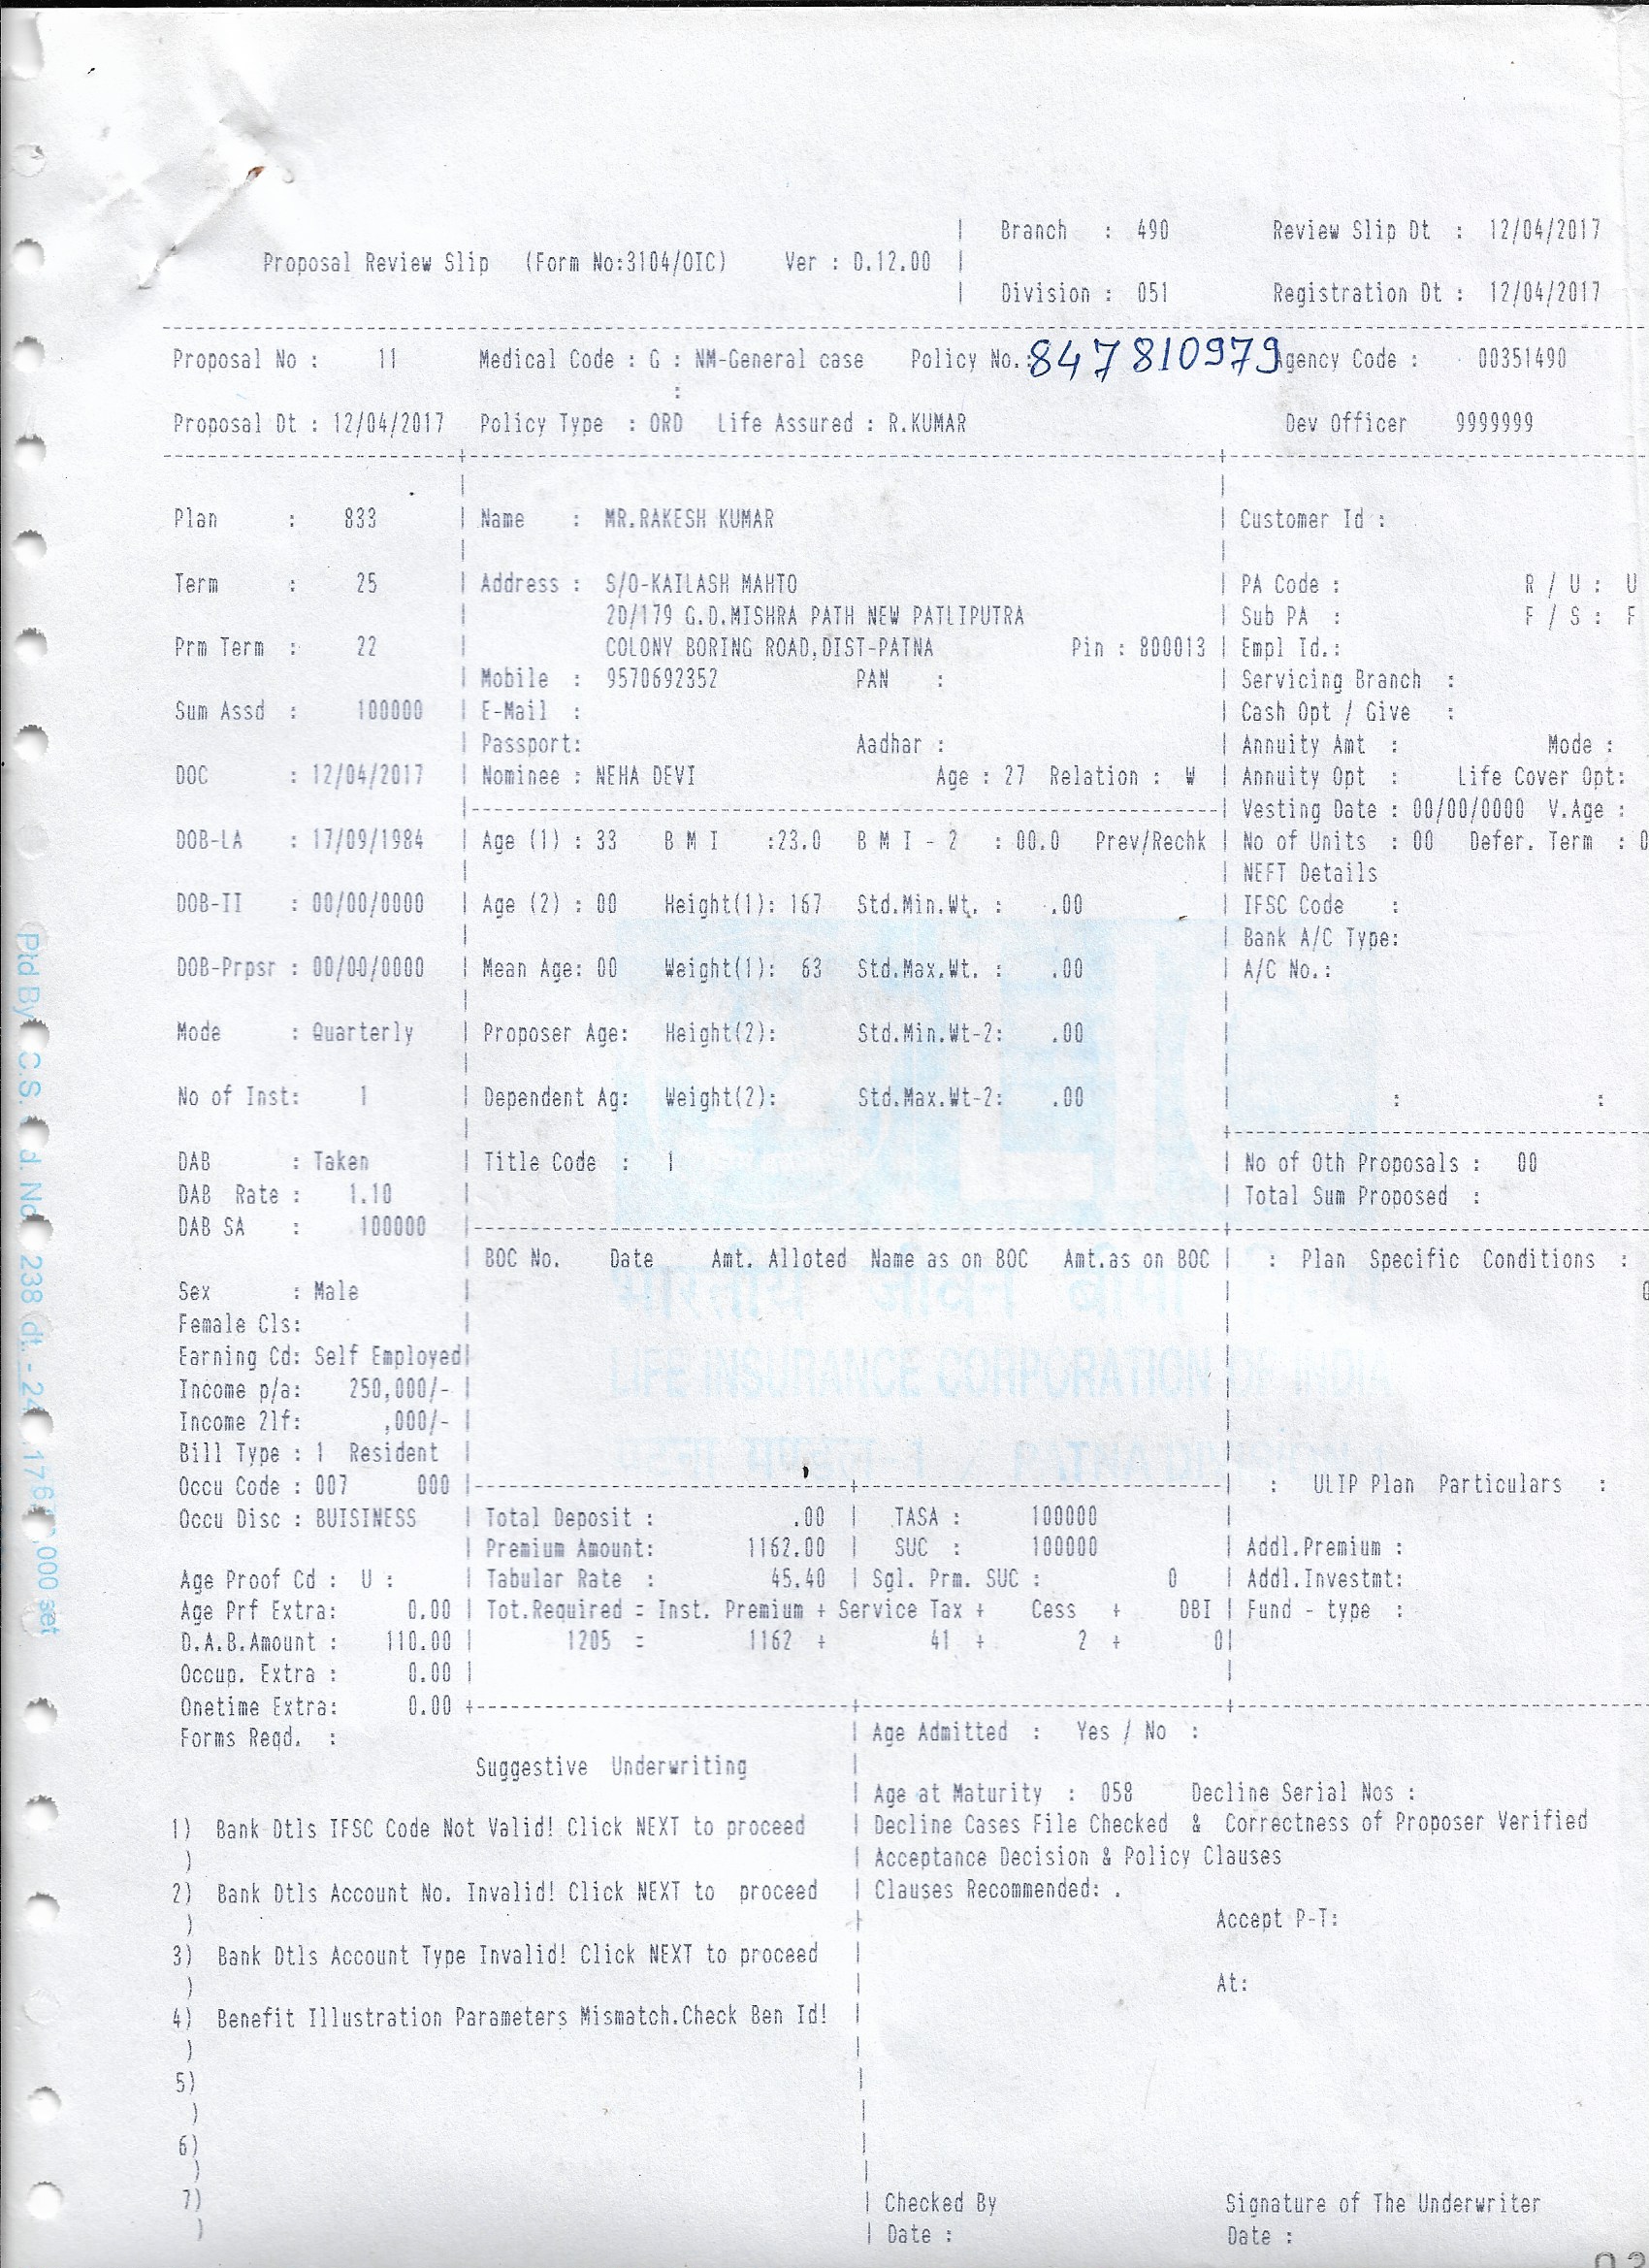 | Branch : 490 Review Slip Dt : 12/04/2017
Proposal Review Slip (Form No:3104/OIC) Ver : D.12.00 |
| Division : 051 Registration Dt : 12/04/2017
Proposal No : 11 Medical Code : G : NM-General case Policy No.: 847810979 Agency Code : 00351490
:
Proposal Dt : 12/04/2017 Policy Type : ORD Life Assured : R.KUMAR Dev Officer 9999999
Plan : 833 | Name : MR.RAKESH KUMAR | Customer Id :
Term : 25 | Address : S/O-KAILASH MAHTO | PA Code : R / U : U
2D/179 G.D.MISHRA PATH NEW PATLIPUTRA | Sub PA : F / S : F
Prm Term : 22 | COLONY BORING ROAD,DIST-PATNA Pin : 800013 | Empl Id.:
| Mobile : 9570692352 PAN : | Servicing Branch :
Sum Assd : 100000 | E-Mail : | Cash Opt / Give :
| Passport: Aadhar : | Annuity Amt : Mode :
DOC : 12/04/2017 | Nominee : NEHA DEVI Age : 27 Relation : W | Annuity Opt : Life Cover Opt:
| Vesting Date : 00/00/0000 V.Age :
DOB-LA : 17/09/1984 | Age (1) : 33 B M I :23.0 B M I - 2 : 00.0 Prev/Rechk | No of Units : 00 Defer. Term : 0
| NEFT Details
DOB-II : 00/00/0000 | Age (2) : 00 Height(1): 167 Std.Min.Wt. : .00 | IFSC Code :
| Bank A/C Type:
DOB-Prpsr : 00/00/0000 | Mean Age: 00 Weight(1): 63 Std.Max.Wt. : .00 | A/C No.:
Mode : Quarterly | Proposer Age: Height(2): Std.Min.Wt-2: .00
No of Inst: 1 | Dependent Ag: Weight(2): Std.Max.Wt-2: .00 | : :
DAB : Taken | Title Code : 1 | No of Oth Proposals : 00
DAB Rate : 1.10 | Total Sum Proposed :
DAB SA : 100000
| BOC No. Date Amt. Alloted Name as on BOC Amt.as on BOC | : Plan Specific Conditions :
Sex : Male
Female Cls:
Earning Cd: Self Employed|
LIFE INSURANCE CORPORATION OF INDIA
Income p/a: 250,000/- |
Income 2lf: ,000/- |
Bill Type : 1 Resident
Occu Code : 007 000 | : ULIP Plan Particulars :
Occu Disc : BUISINESS | Total Deposit : .00 | TASA : 100000
| Premium Amount: 1162.00 | SUC : 100000 | Addl.Premium :
Age Proof Cd : U : | Tabular Rate : 45.40 | Sgl. Prm. SUC : 0 | Addl.Investmt:
Age Prf Extra: 0.00 | Tot.Required = Inst. Premium + Service Tax + Cess + DBI | Fund - type :
D.A.B.Amount : 110.00 | 1205 = 1162 + 41 + 2 + 0|
Occup. Extra : 0.00 |
Onetime Extra: 0.00
Forms Reqd. : | Age Admitted : Yes / No :
Suggestive Underwriting
| Age at Maturity : 058 Decline Serial Nos :
1) Bank Dtls IFSC Code Not Valid! Click NEXT to proceed | Decline Cases File Checked & Correctness of Proposer Verified
) | Acceptance Decision & Policy Clauses
2) Bank Dtls Account No. Invalid! Click NEXT to proceed | Clauses Recommended: .
) Accept P-T:
3) Bank Dtls Account Type Invalid! Click NEXT to proceed
) At:
4) Benefit Illustration Parameters Mismatch.Check Ben Id!
)
5)
)
6)
)
7) | Checked By Signature of The Underwriter
) | Date : Date :